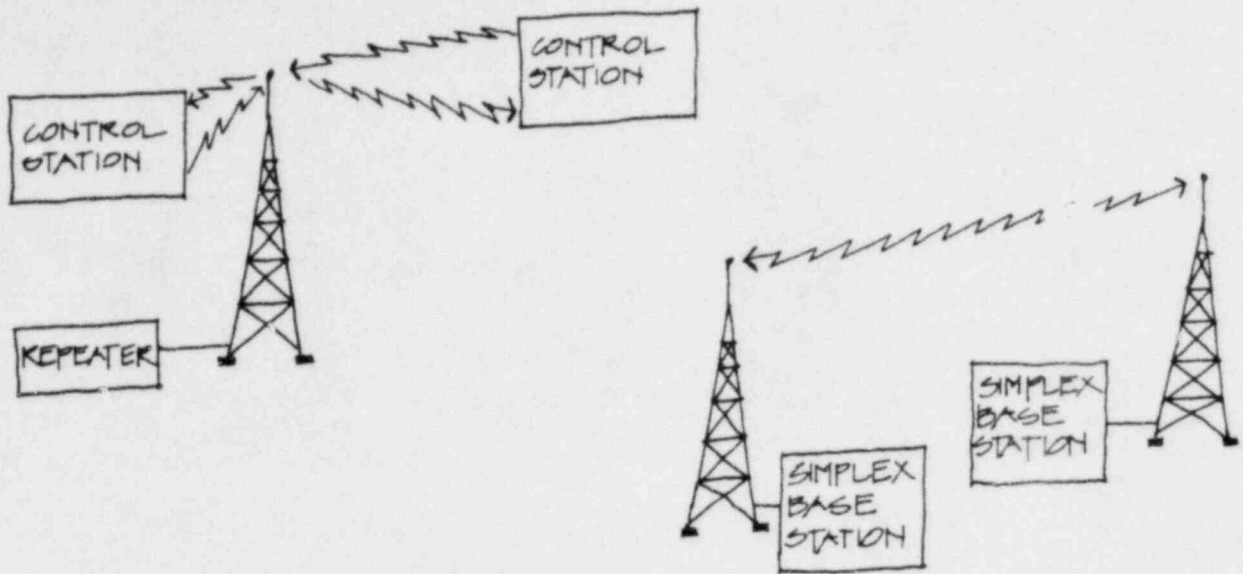 CONTROL
STATION
CONTROL
STATION
REPEATER
SIMPLEX
BASE
STATION
SIMPLEX
BASE
STATION